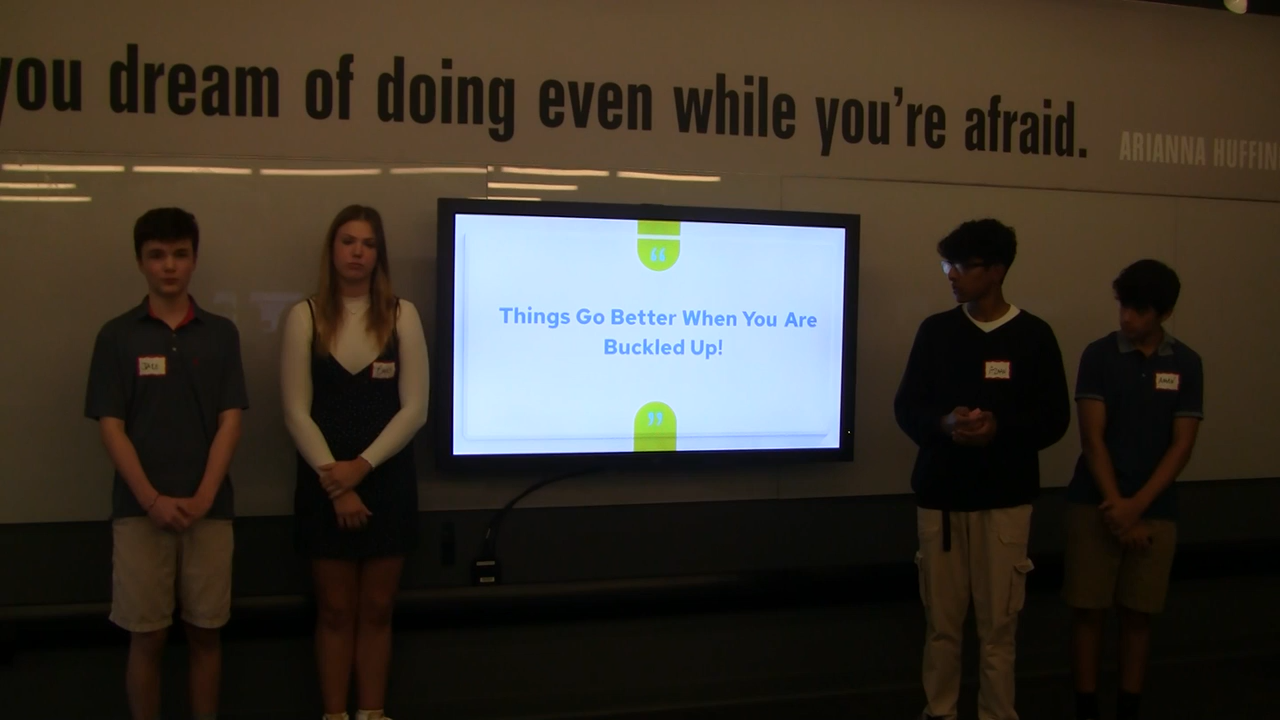 you dream of doing even while you're afraid.
ARIANNA HUFFIN
“
Things Go Better When You Are
Buckled Up!
”